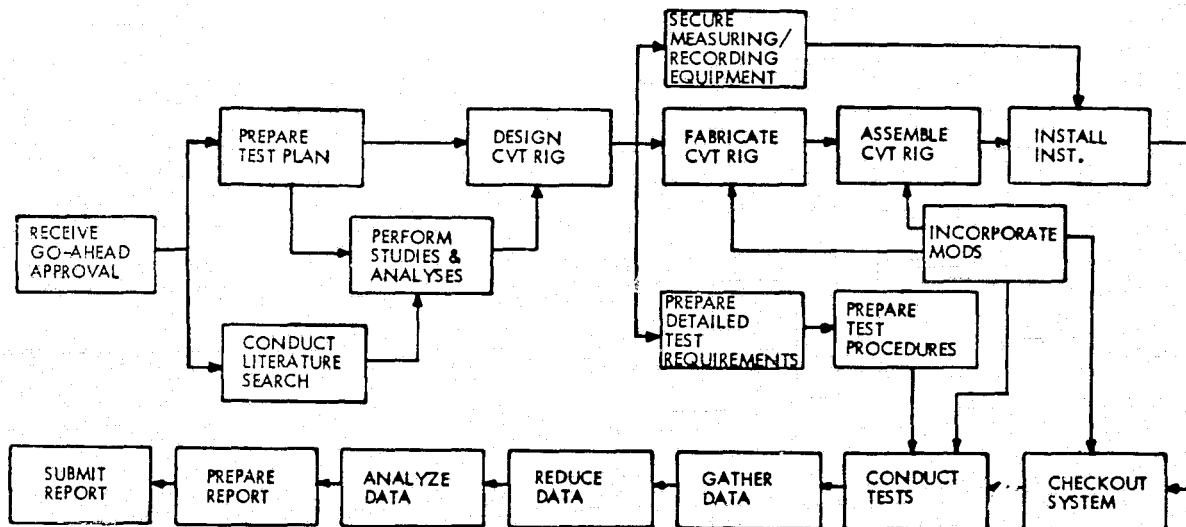 SECURE
MEASURING/
RECORDING
EQUIPMENT
PREPARE
TEST PLAN
DESIGN
CVT RIG
FABRICATE
CVT RIG
ASSEMBLE
CVT RIG
INSTALL
INST.
RECEIVE
GO-AHEAD
APPROVAL
PERFORM
STUDIES &
ANALYSES
INCORPORATE
MODS
CONDUCT
LITERATURE
SEARCH
PREPARE
DETAILED
TEST
REQUIREMENTS
PREPARE
TEST
PROCEDURES
SUBMIT
REPORT
PREPARE
REPORT
ANALYZE
DATA
REDUCE
DATA
GATHER
DATA
CONDUCT
TESTS
CHECKOUT
SYSTEM